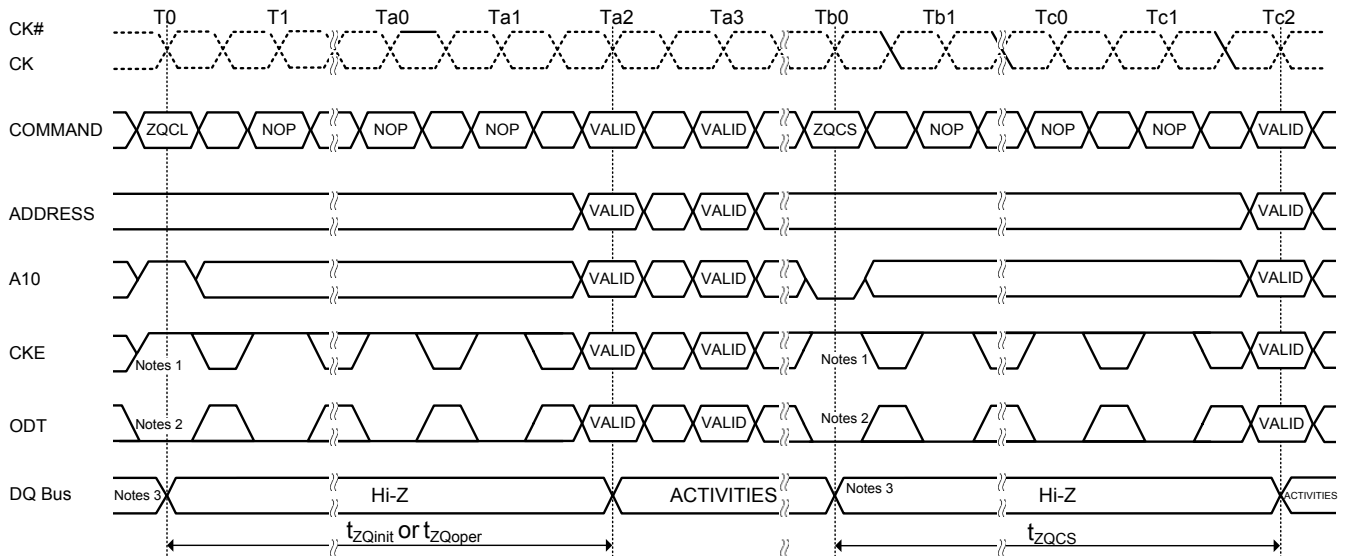 T0 T1 Ta0 Ta1 Ta2 Ta3 Tb0 Tb1 Tc0 Tc1 Tc2
CK#
CK
COMMAND ZQCL NOP NOP NOP VALID VALID ZQCS NOP NOP NOP VALID
ADDRESS VALID VALID VALID
A10 VALID VALID VALID
CKE Notes 1 VALID VALID Notes 1 VALID
ODT Notes 2 VALID VALID Notes 2 VALID
DQ Bus Notes 3 Hi-Z ACTIVITIES Notes 3 Hi-Z ACTIVITIES
tZQinit or tZQoper tZQCS